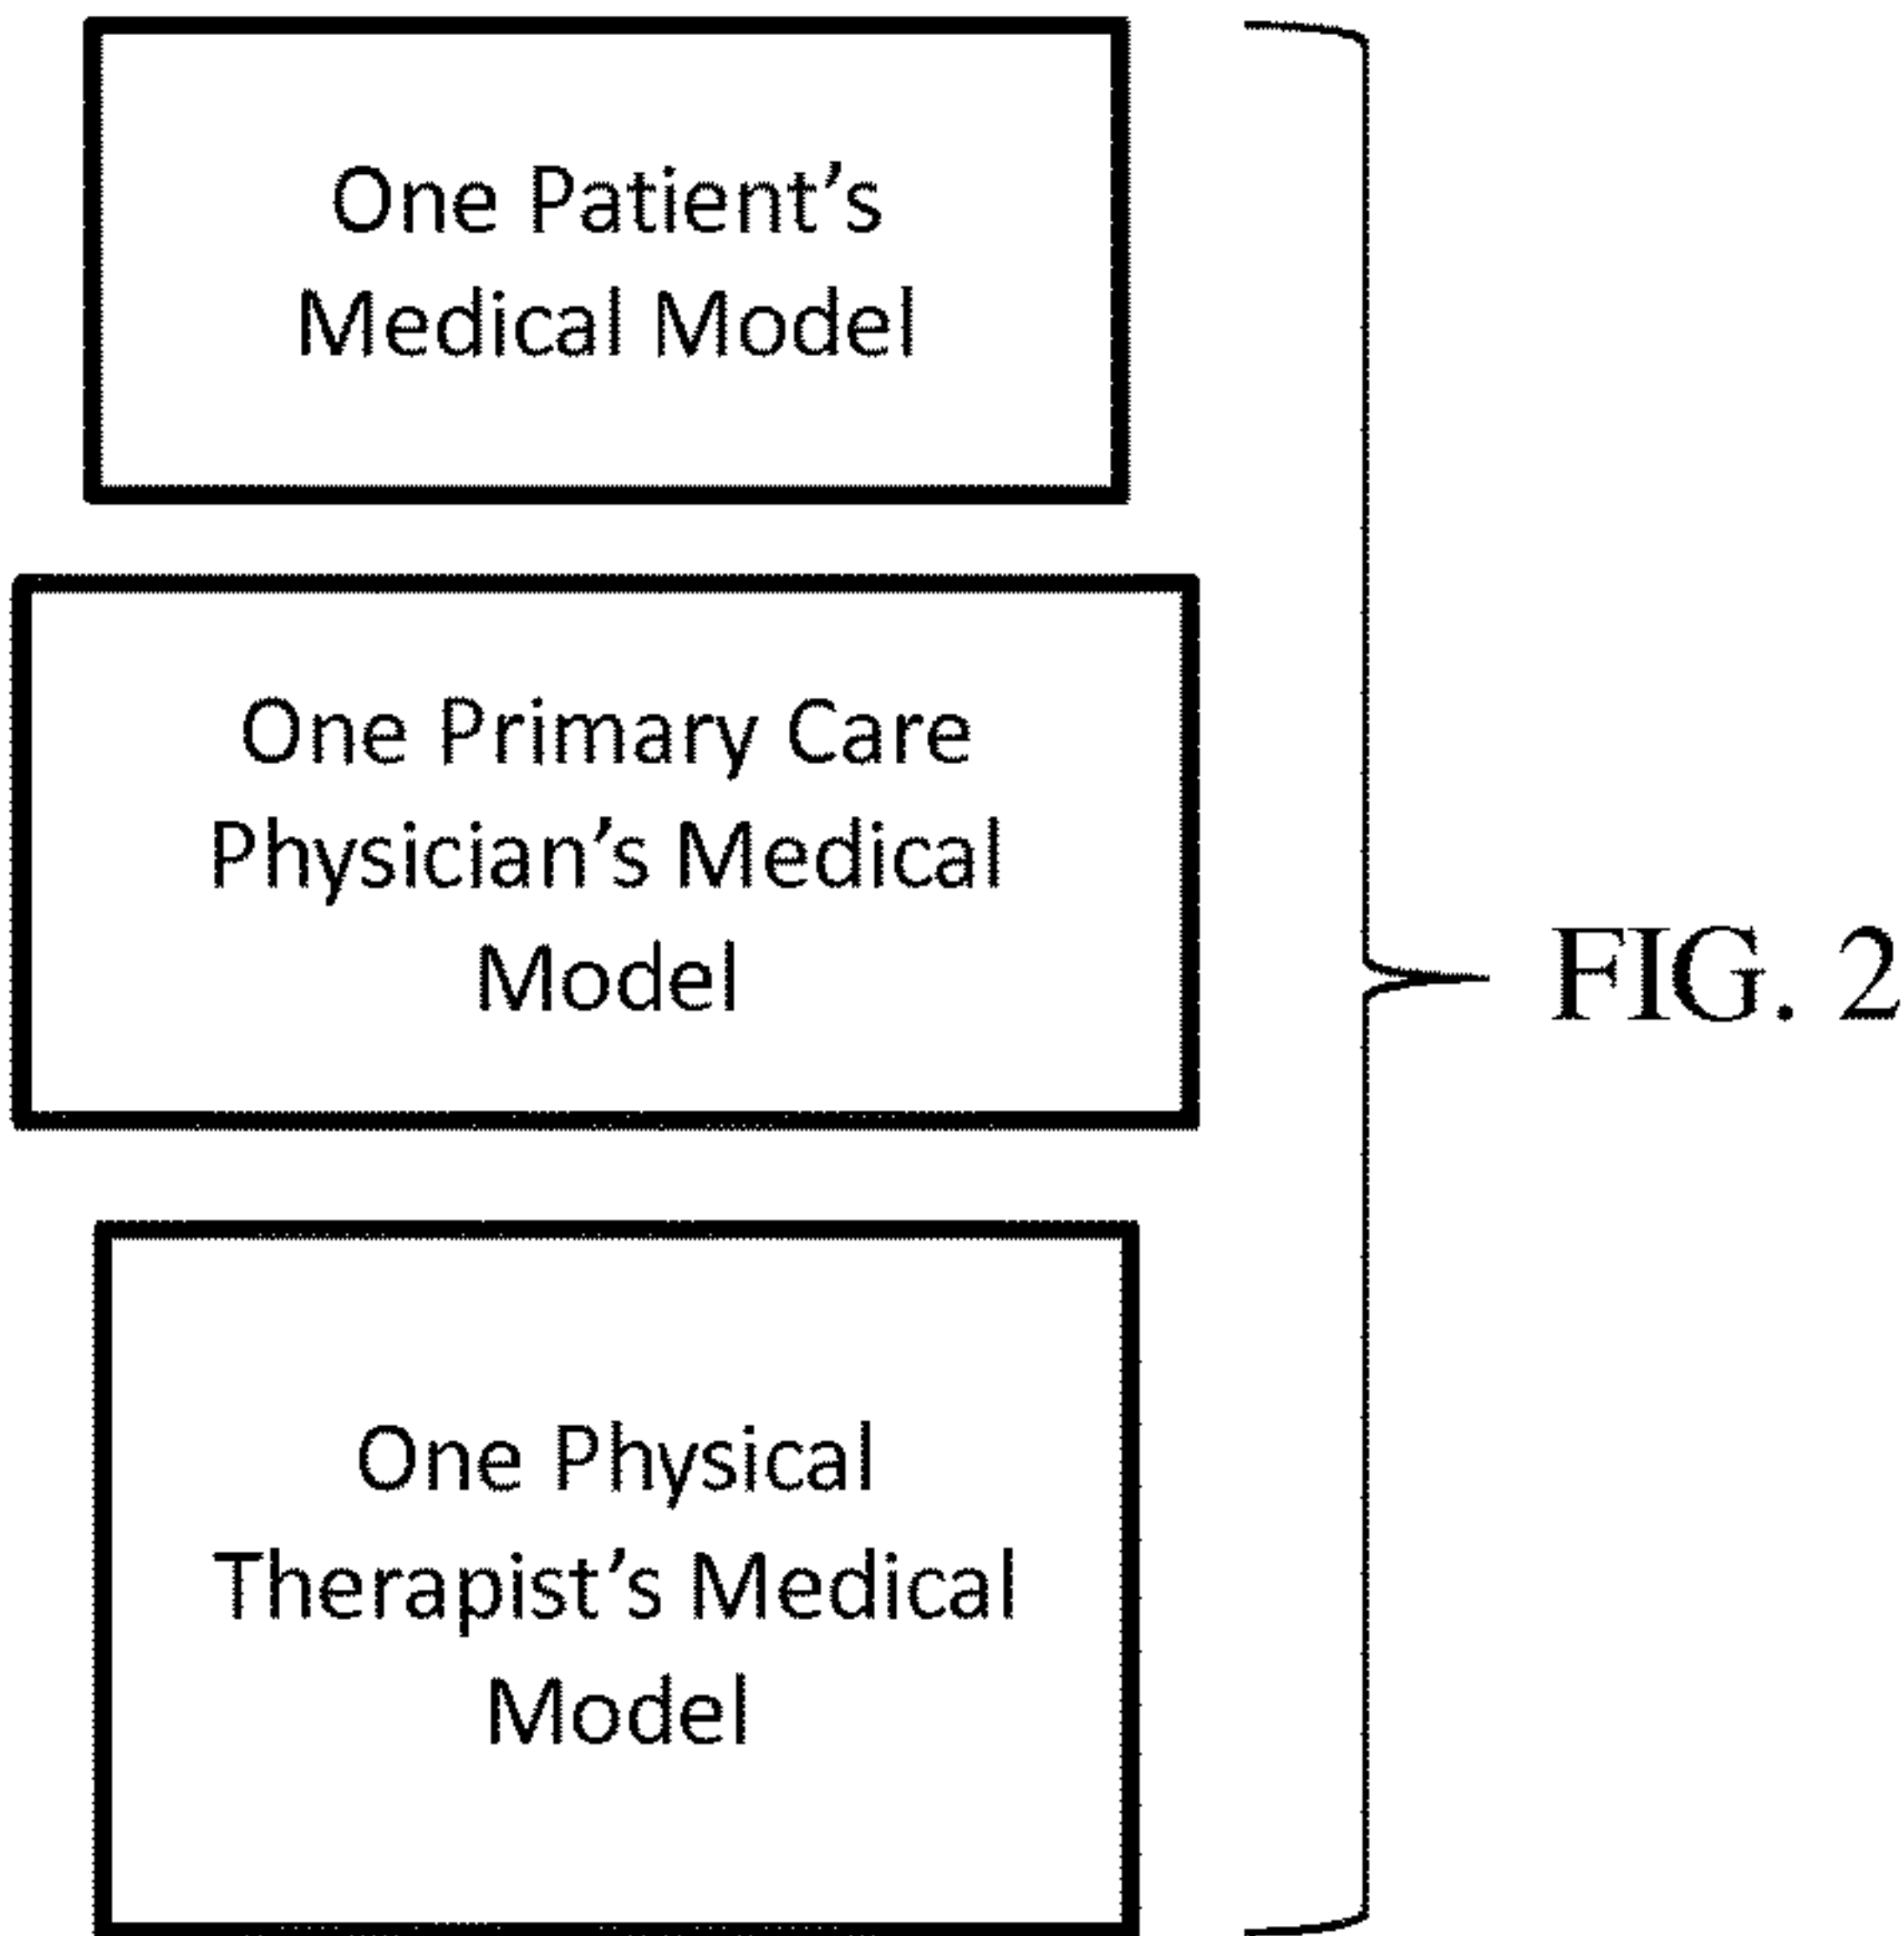 One Patient’s
Medical Model
One Primary Care
Physician’s Medical
Model
One Physical
Therapist’s Medical
Model
FIG. 2